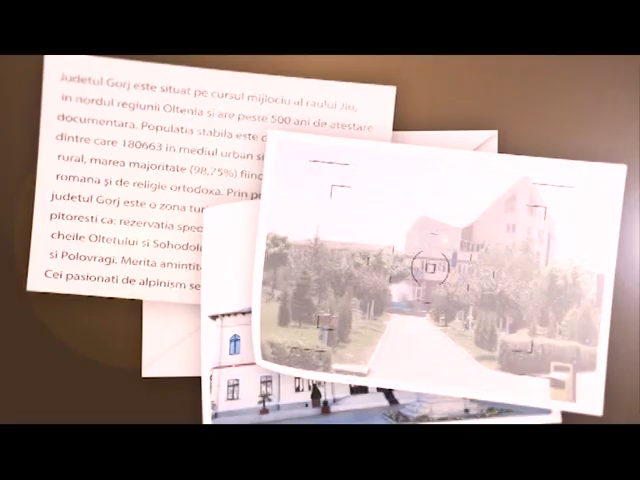 Judetul Gorj este situat pe cursul mijlociu al raului Jiu,
in nordul regiunii Oltenia si are peste 500 ani de atestare
documentara. Populatia stabila este d
dintre care 180663 in mediul urban si
rural, marea majoritate (98,75%) fiind
romana și de religie ortodoxa. Prin
judetul Gorj este o zona
pitoresti ca: rezervatia
cheile Oltetului si Sohodol
si Polovragi. Merita amintit
Cei pasionati de alpinism se